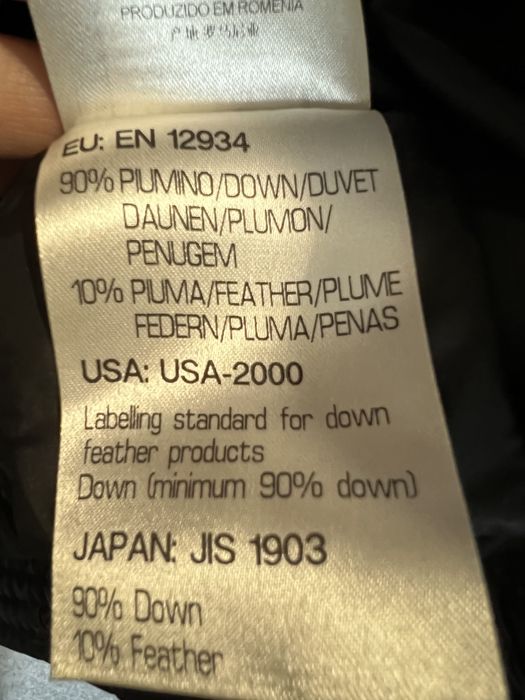 PRODUZIDO EM ROMENIA
EU: EN 12934
90% PIUMINO/DOWN/DUVET
DAUNEN/PLUMON/
PENUGEM
10% PIUMA/FEATHER/PLUME
FEDERN/PLUMA/PENAS
USA: USA-2000
Labelling standard for down
feather products
Down (minimum 90% down)
JAPAN: JIS 1903
90% Down
10% Feather